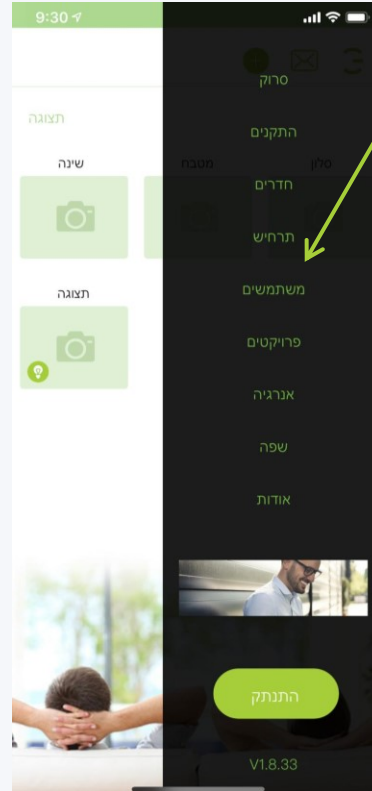 9:30
סרוק
התקנים
חדרים
תרחיש
משתמשים
פרויקטים
אנרגיה
שפה
אודות
התנתק
V1.8.33
תצוגה
סלון
מטבח
שינה
תצוגה